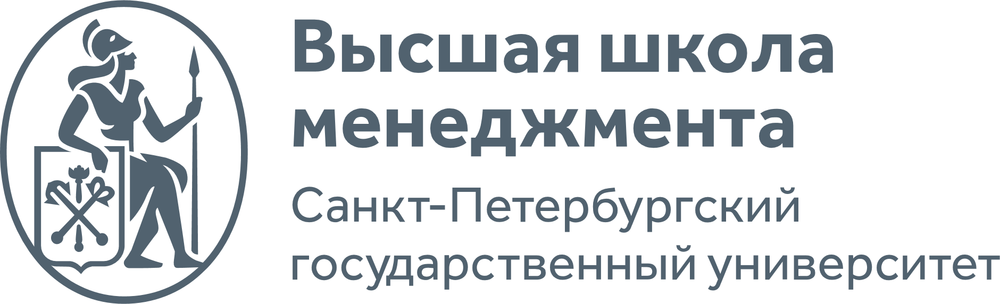 Высшая школа
менеджмента
Санкт-Петербургский
государственный университет